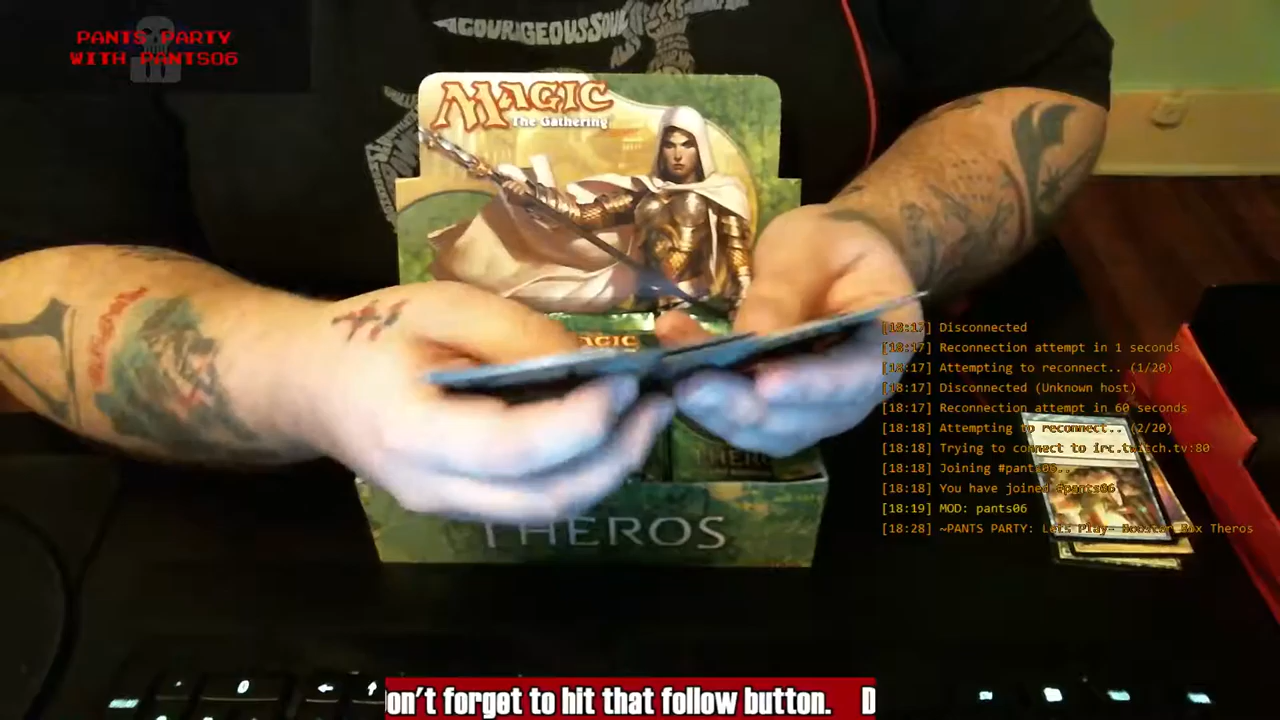 PANTS PARTY
WITH PANTS06
COURAGEOUSSOUL
MAGIC
The Gathering
MAGIC
THEROS
[18:17] Disconnected
[18:17] Reconnection attempt in 1 seconds
[18:17] Attempting to reconnect.. (1/20)
[18:17] Disconnected (Unknown host)
[18:17] Reconnection attempt in 60 seconds
[18:18] Attempting to reconnect.. (2/20)
[18:18] Trying to connect to irc.twitch.tv:80
[18:18] Joining #pants06..
[18:18] You have joined #pants06
[18:19] MOD: pants06
[18:28] ~PANTS PARTY: Lets Play- Booster Box Theros
THEROS
on't forget to hit that follow button. D